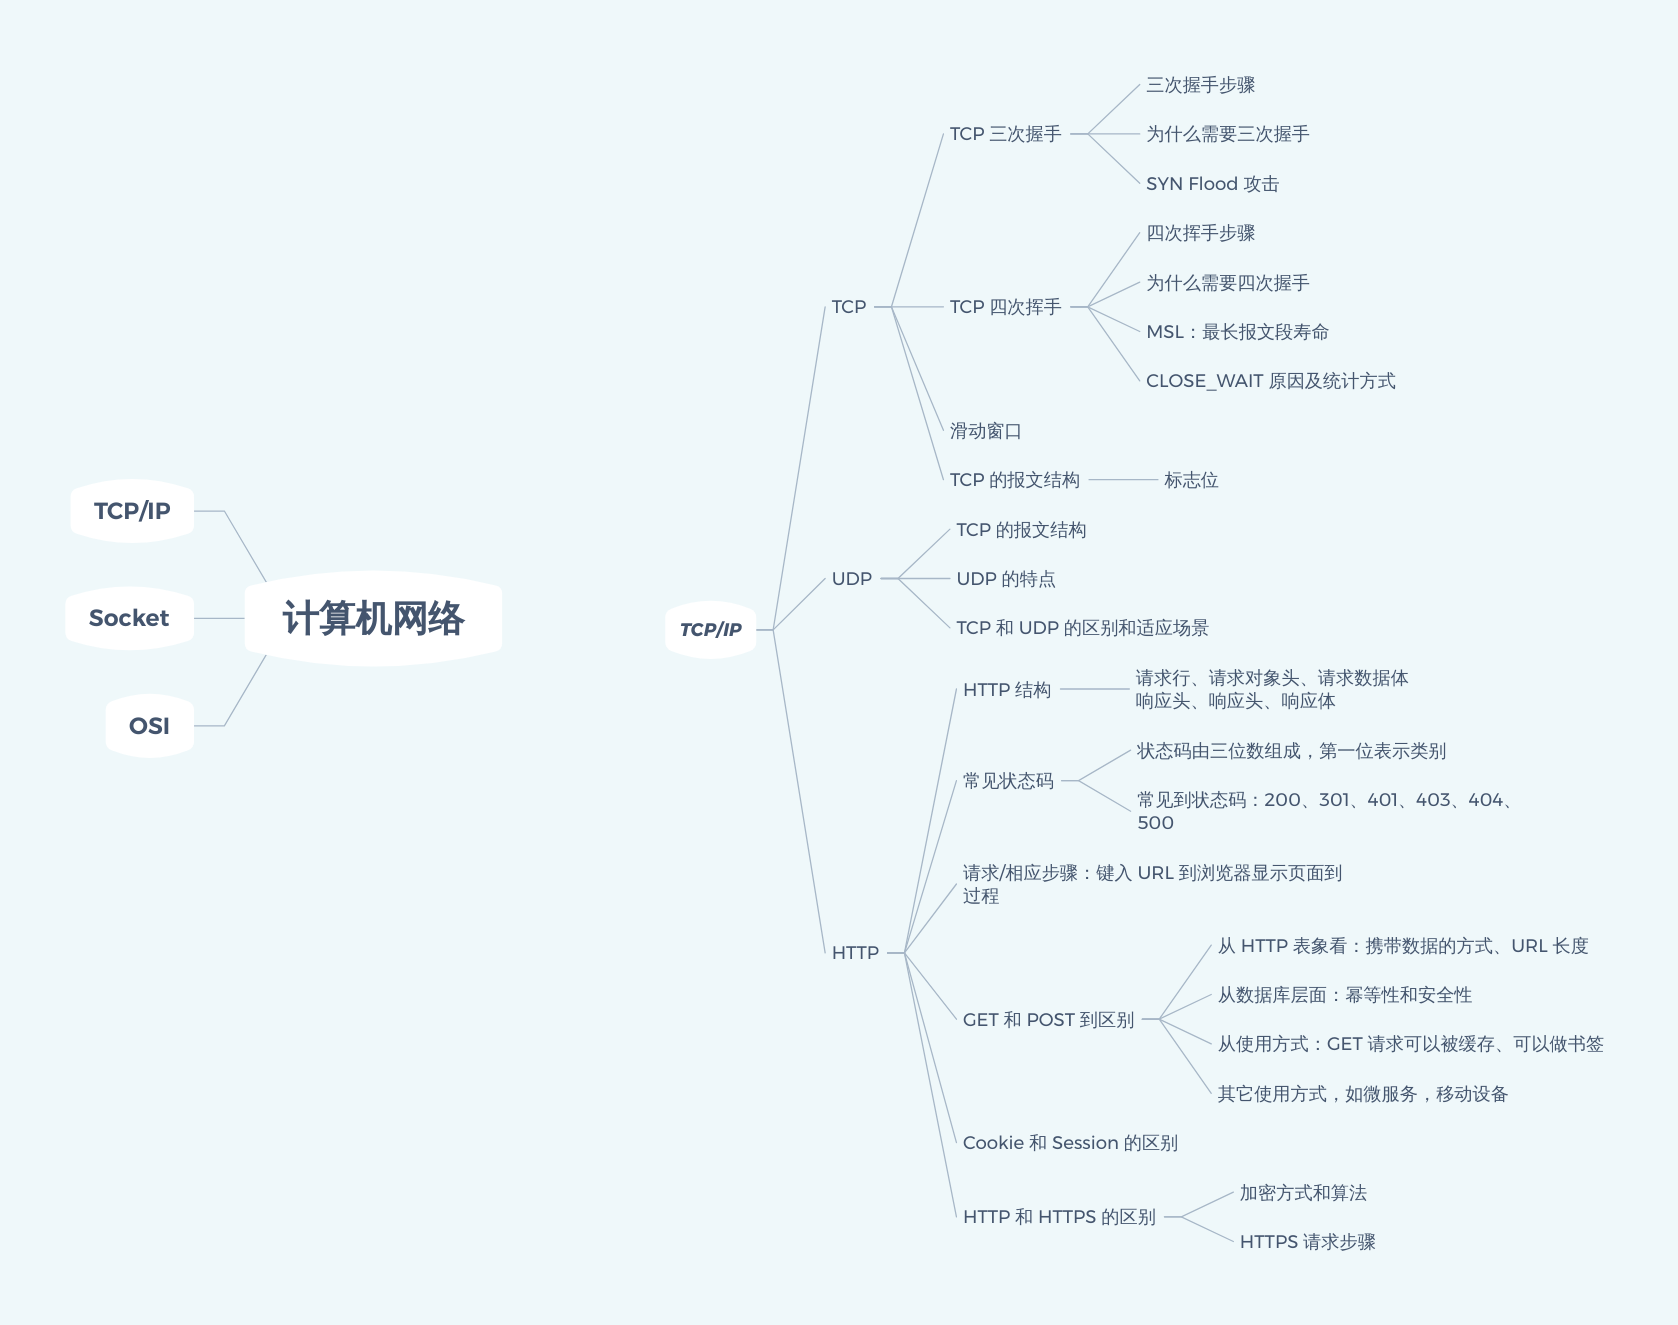 TCP/IP
Socket
OSI
计算机网络
TCP/IP
TCP
TCP 三次握手
三次握手步骤
为什么需要三次握手
SYN Flood 攻击
TCP 四次挥手
四次挥手步骤
为什么需要四次握手
MSL：最长报文段寿命
CLOSE_WAIT 原因及统计方式
滑动窗口
TCP 的报文结构
标志位
UDP
TCP 的报文结构
UDP 的特点
TCP 和 UDP 的区别和适应场景
HTTP
HTTP 结构
请求行、请求对象头、请求数据体
响应头、响应头、响应体
常见状态码
状态码由三位数组成，第一位表示类别
常见到状态码：200、301、401、403、404、
500
请求/相应步骤：键入 URL 到浏览器显示页面到
过程
GET 和 POST 到区别
从 HTTP 表象看：携带数据的方式、URL 长度
从数据库层面：幂等性和安全性
从使用方式：GET 请求可以被缓存、可以做书签
其它使用方式，如微服务，移动设备
Cookie 和 Session 的区别
HTTP 和 HTTPS 的区别
加密方式和算法
HTTPS 请求步骤